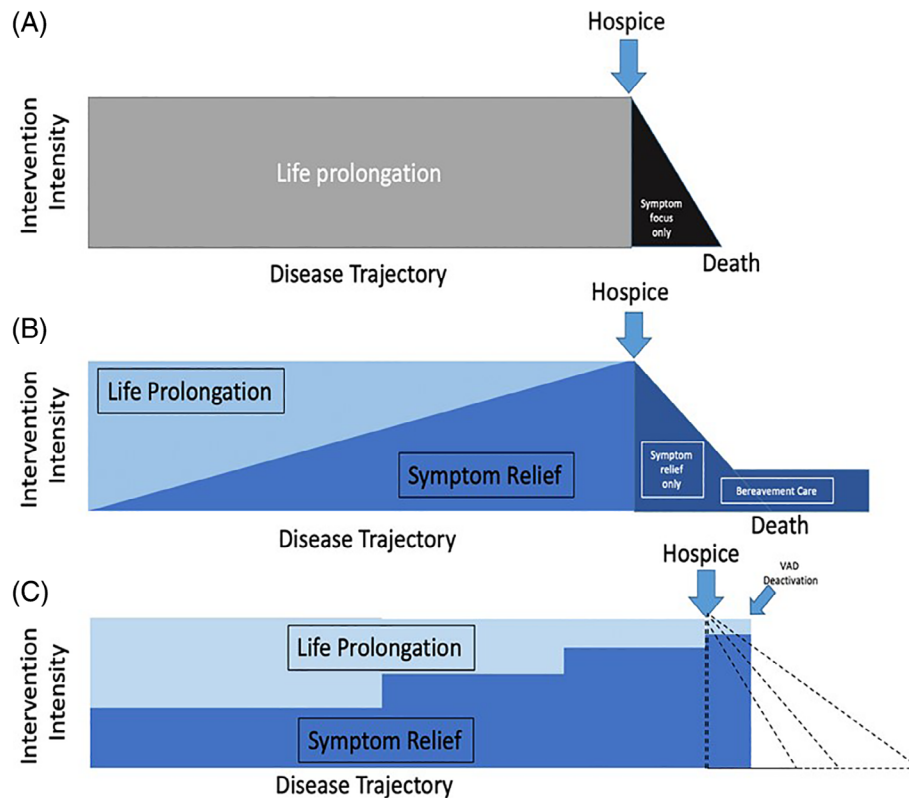 (A)
Hospice
Intervention
Intensity
Life prolongation
Symptom
focus
only
Disease Trajectory
Death
Hospice
(B)
Life Prolongation
Intervention
Intensity
Symptom Relief
Symptom
relief
only
Bereavement Care
Disease Trajectory
Death
Hospice
VAD
Deactivation
(C)
Life Prolongation
Intervention
Intensity
Symptom Relief
Disease Trajectory